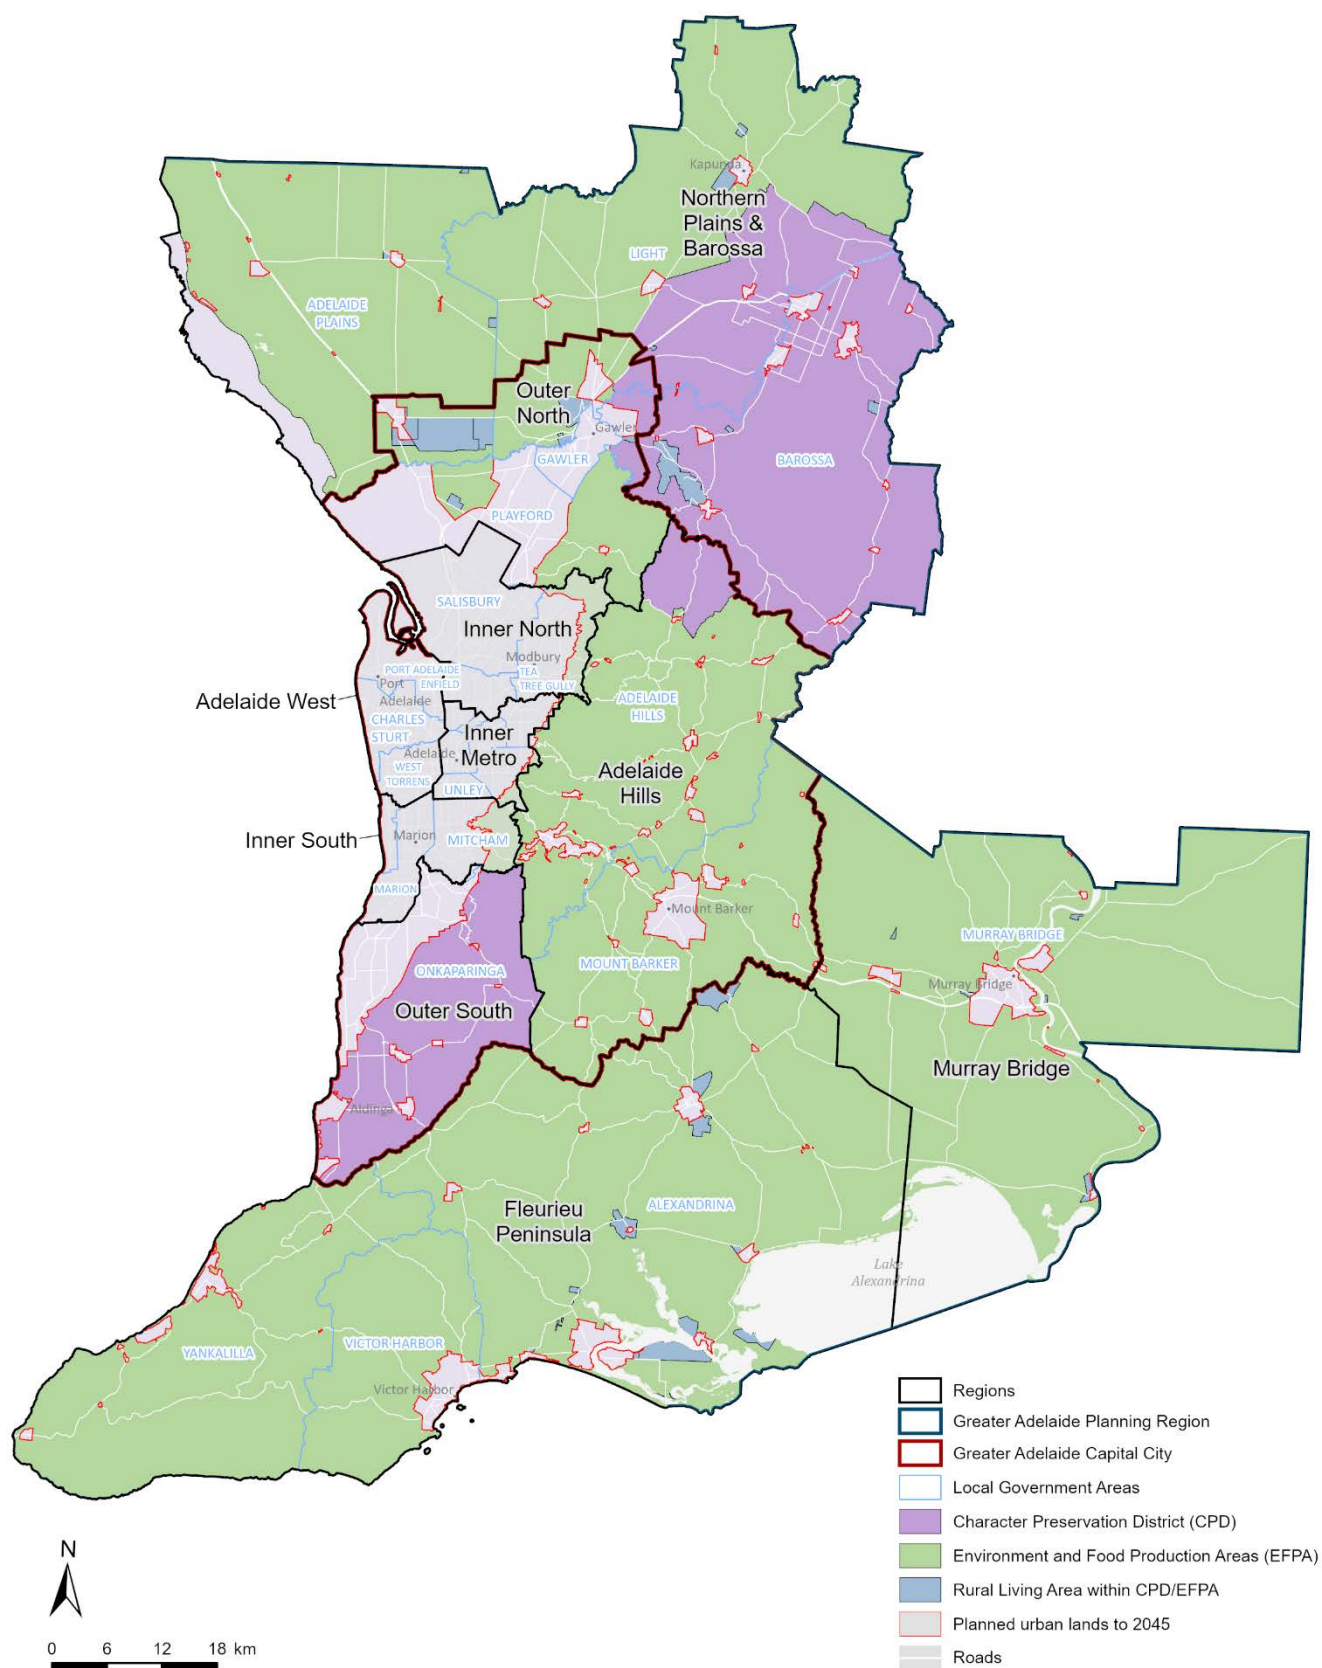 Kapunda
Northern
Plains &
Barossa
LIGHT
ADELAIDE
PLAINS
Outer
North
Gawler
GAWLER
BAROSSA
PLAYFORD
SALISBURY
Inner North
Modbury
PORT ADELAIDE
ENFIELD
TEA
TREE GULLY
Port
Adelaide
Adelaide West
CHARLES
STURT
ADELAIDE
HILLS
Inner
Metro
Adelaide
WEST
TORRENS
UNLEY
Adelaide
Hills
Inner South
Marion
MITCHAM
MARION
Mount Barker
MURRAY BRIDGE
MOUNT BARKER
ONKAPARINGA
Murray Bridge
Outer South
Murray Bridge
Aldinga
Fleurieu
Peninsula
ALEXANDRINA
Lake
Alexandrina
YANKALILLA
VICTOR HARBOR
Victor Harbor
Regions
Greater Adelaide Planning Region
Greater Adelaide Capital City
Local Government Areas
Character Preservation District (CPD)
Environment and Food Production Areas (EFPA)
Rural Living Area within CPD/EFPA
Planned urban lands to 2045
Roads
N
0 6 12 18 km